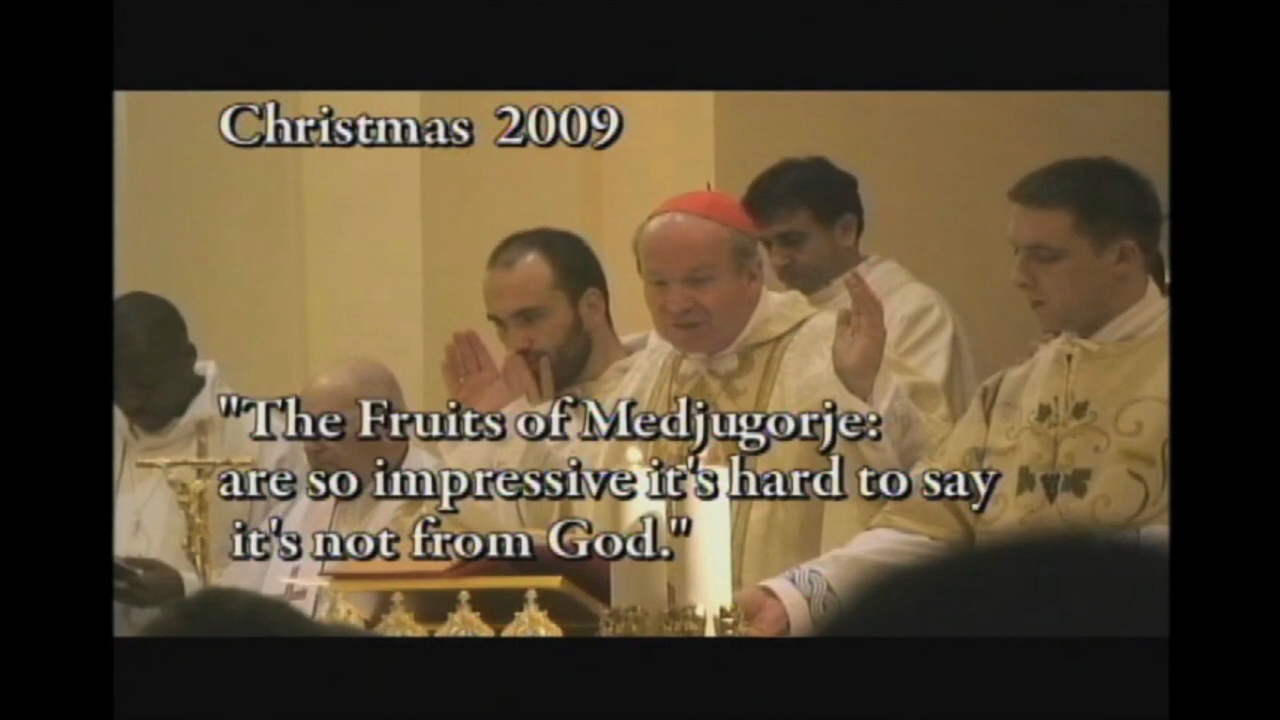 Christmas 2009
"The Fruits of Medjugorje:
are so impressive it's hard to say
it's not from God."